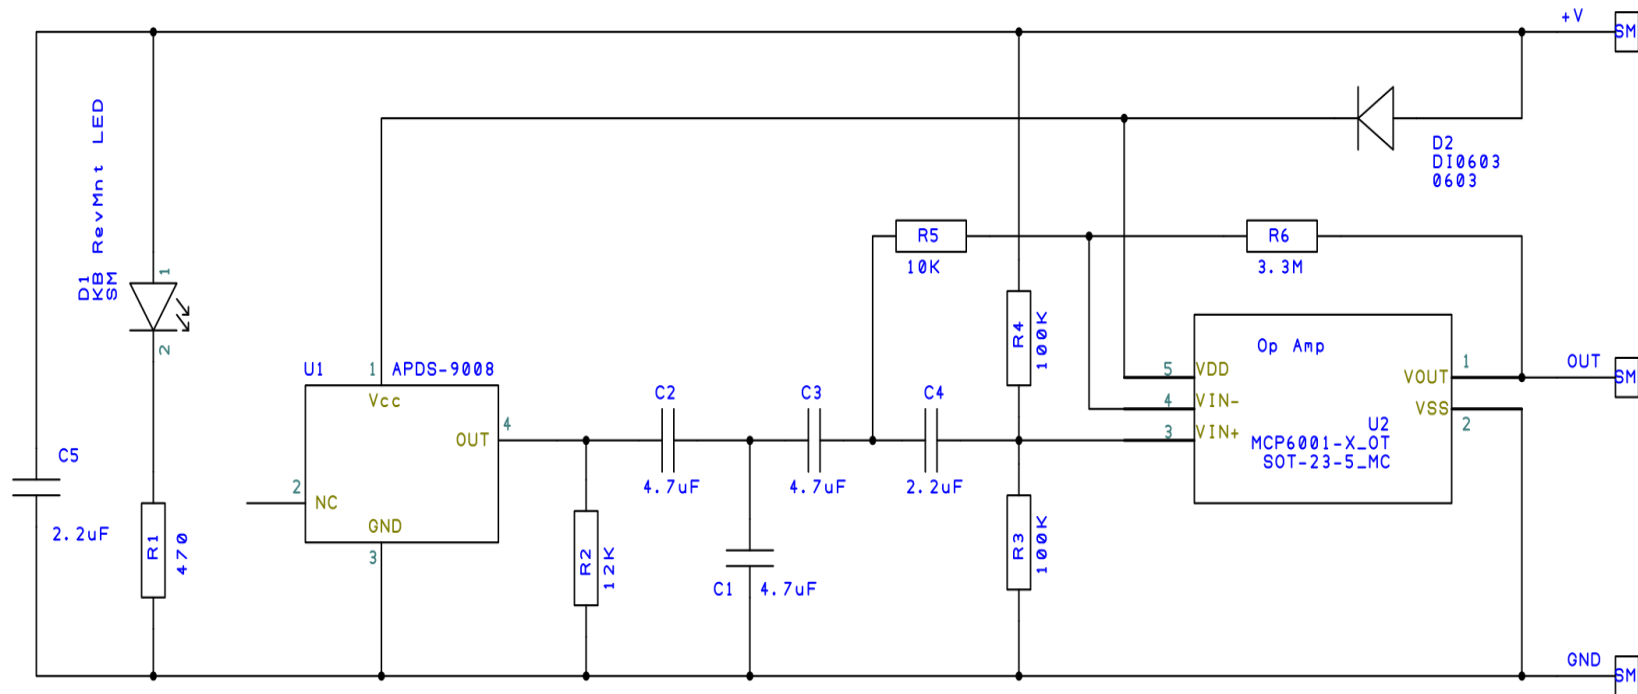 +V
SM
KB RevMnt LED
D1
SM
1
2
D2
DI0603
0603
R5
10K
R6
3.3M
R4
100K
U1
1
APDS-9008
Vcc
OUT
4
2
NC
GND
3
C5
2.2uF
R1
470
C2
4.7uF
C3
4.7uF
C4
2.2uF
R2
12K
C1
4.7uF
R3
100K
Op Amp
5
VDD
4
VIN-
3
VIN+
VOUT
1
VSS
2
U2
MCP6001-X_OT
SOT-23-5_MC
OUT
SM
GND
SM